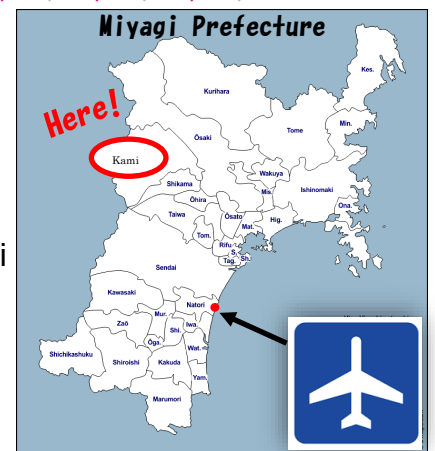 Miyagi Prefecture
Here!
Kes.
Kurihara
Min.
Tome
Ōsaki
Kami
Wakuya
Shikama
Mis.
Ishinomaki
Ōhira
Ona.
Taiwa
Ōsato
Hig.
Mat.
Tom.
Rifu
S.
Tag.
Sh.
i
Sendai
Kawasaki
Natori
Mur.
Iwa.
Zaō
Shi.
Ōga.
Wat.
Shichikashuku
Shiroishi
Kakuda
Yam.
Marumori